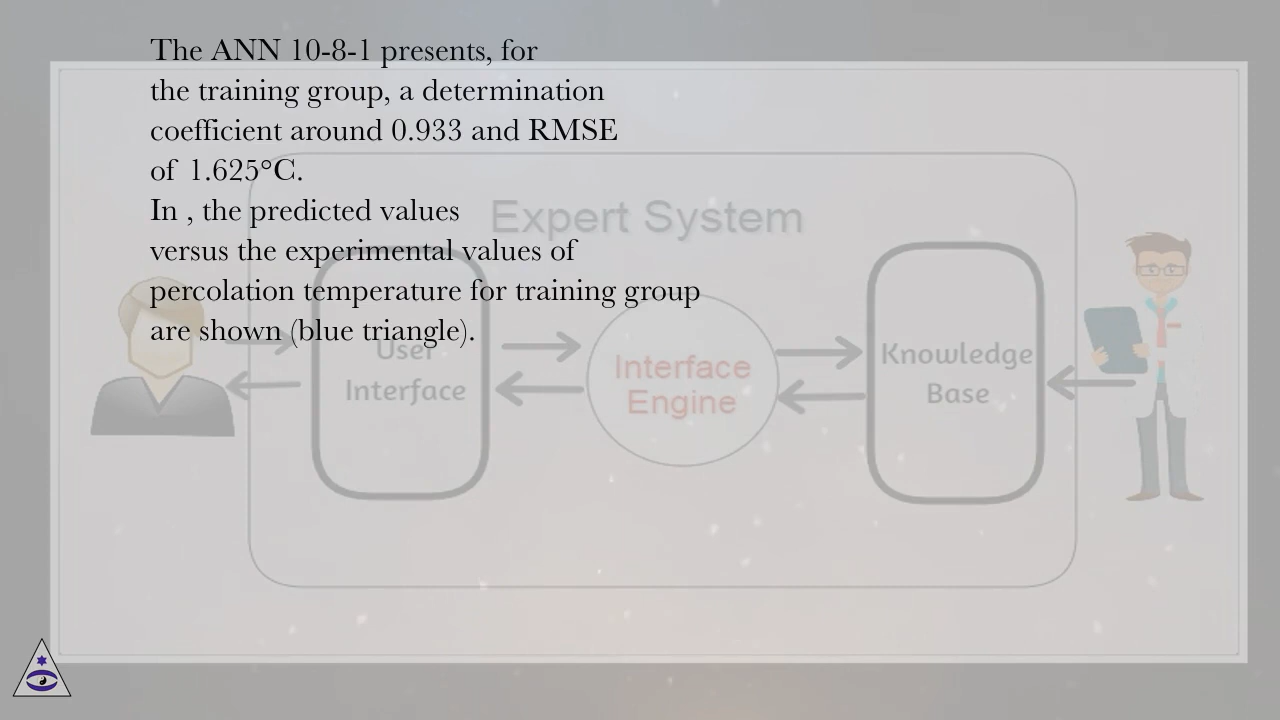 The ANN 10-8-1 presents, for
the training group, a determination
coefficient around 0.933 and RMSE
of 1.625°C.
In , the predicted values
versus the experimental values of
percolation temperature for training group
are shown (blue triangle).
Expert System
User
Interface
Interface
Engine
Knowledge
Base